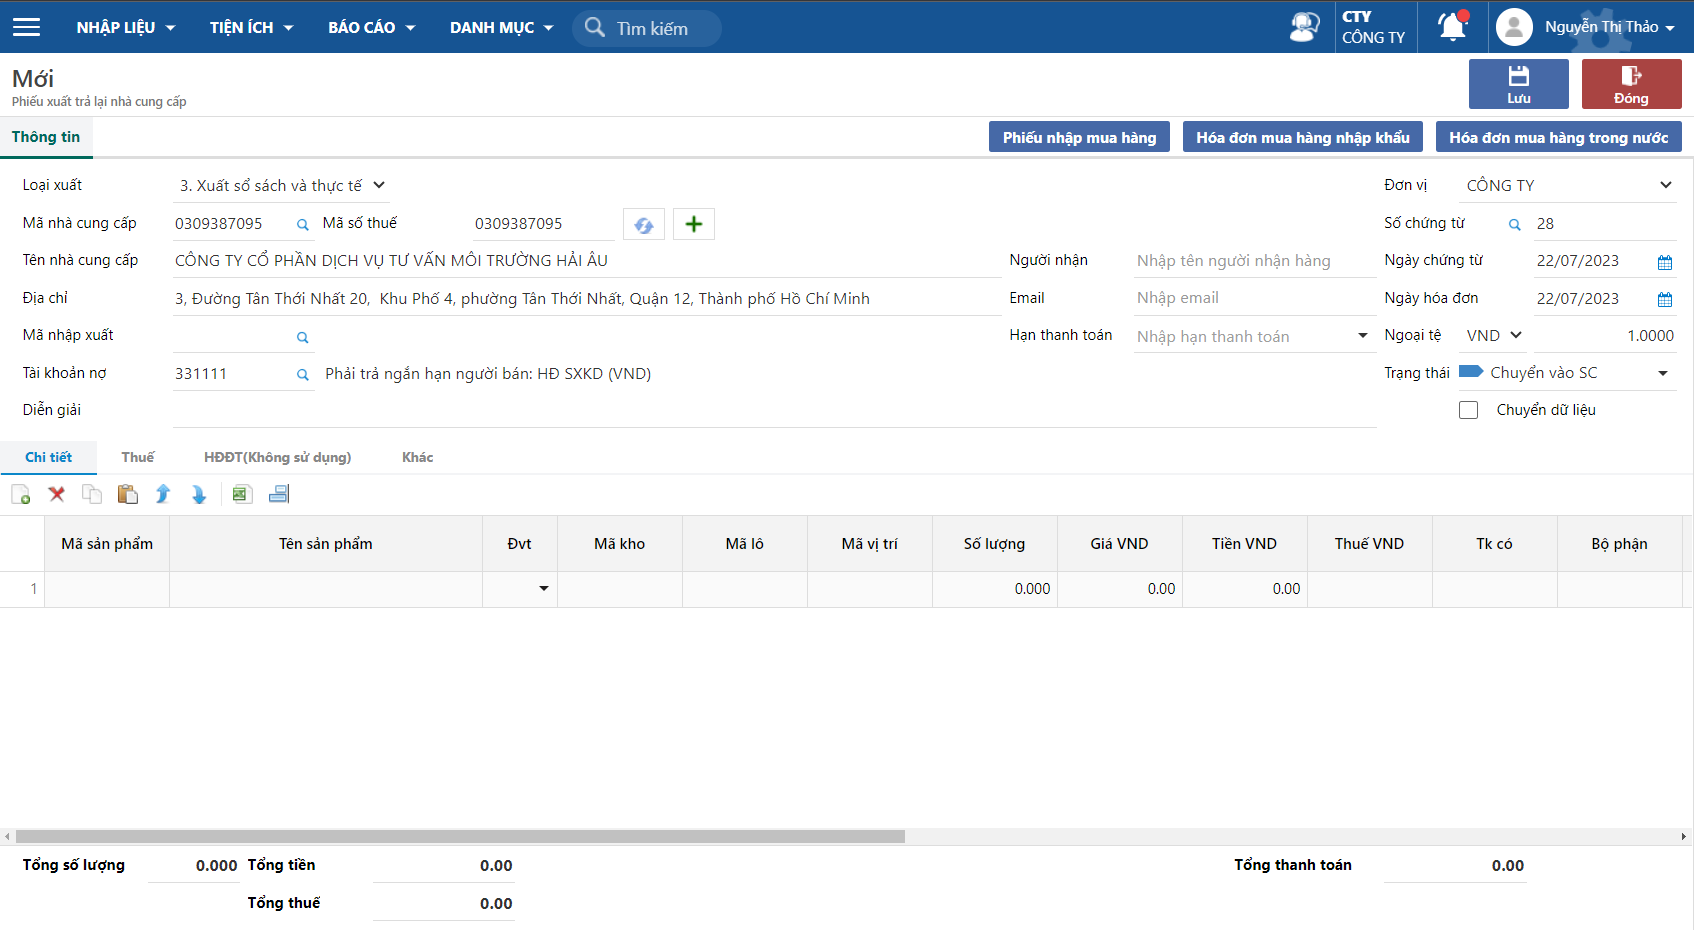 NHẬP LIỆU TIỆN ÍCH BÁO CÁO DANH MỤC Tìm kiếm CTY CÔNG TY Nguyễn Thị Thảo
Mới
Phiếu xuất trả lại nhà cung cấp
Lưu Đóng
Thông tin Phiếu nhập mua hàng Hóa đơn mua hàng nhập khẩu Hóa đơn mua hàng trong nước
Loại xuất 3. Xuất sổ sách và thực tế Đơn vị CÔNG TY
Mã nhà cung cấp 0309387095 Mã số thuế 0309387095 Số chứng từ 28
Tên nhà cung cấp CÔNG TY CỔ PHẦN DỊCH VỤ TƯ VẤN MÔI TRƯỜNG HẢI ÂU Người nhận Nhập tên người nhận hàng Ngày chứng từ 22/07/2023
Địa chỉ 3, Đường Tân Thới Nhất 20, Khu Phố 4, phường Tân Thới Nhất, Quận 12, Thành phố Hồ Chí Minh Email Nhập email Ngày hóa đơn 22/07/2023
Mã nhập xuất Hạn thanh toán Nhập hạn thanh toán Ngoại tệ VND 1.0000
Tài khoản nợ 331111 Phải trả ngắn hạn người bán: HĐ SXKD (VND) Trạng thái Chuyển vào SC
Diễn giải Chuyển dữ liệu
Chi tiết Thuế HĐĐT(Không sử dụng) Khác
Mã sản phẩm Tên sản phẩm Đvt Mã kho Mã lô Mã vị trí Số lượng Giá VND Tiền VND Thuế VND Tk có Bộ phận
1 0.000 0.00 0.00
Tổng số lượng 0.000 Tổng tiền 0.00 Tổng thanh toán 0.00
Tổng thuế 0.00